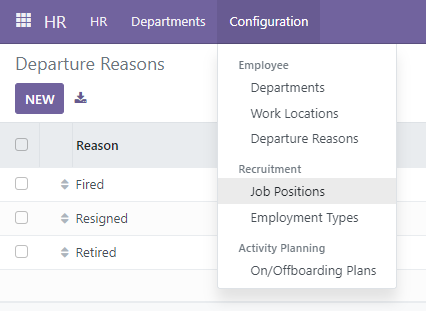 HR HR Departments Configuration
Departure Reasons
NEW
Reason
Fired
Resigned
Retired
Employee
Departments
Work Locations
Departure Reasons
Recruitment
Job Positions
Employment Types
Activity Planning
On/Offboarding Plans